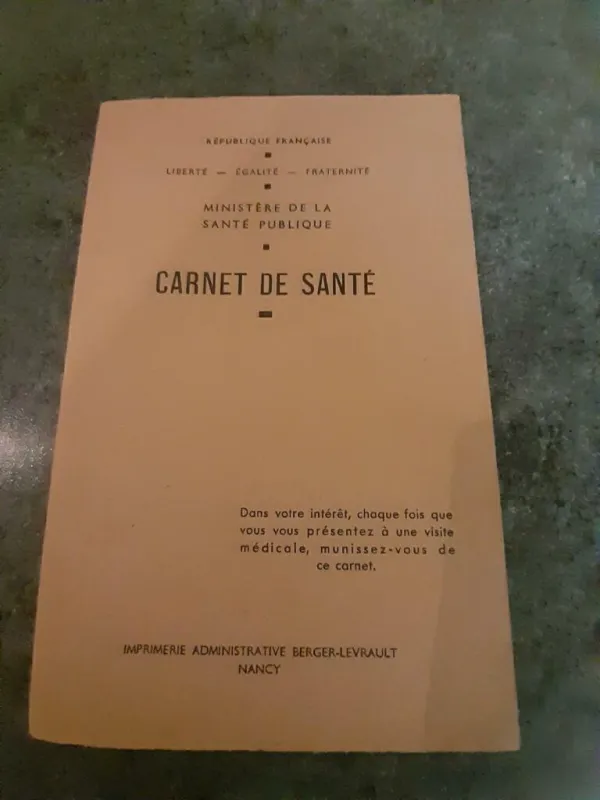 RÉPUBLIQUE FRANÇAISE
LIBERTÉ — ÉGALITÉ — FRATERNITÉ
MINISTÈRE DE LA
SANTÉ PUBLIQUE
CARNET DE SANTÉ
Dans votre intérêt, chaque fois que
vous vous présentez à une visite
médicale, munissez-vous de
ce carnet.
IMPRIMERIE ADMINISTRATIVE BERGER-LEVRAULT
NANCY